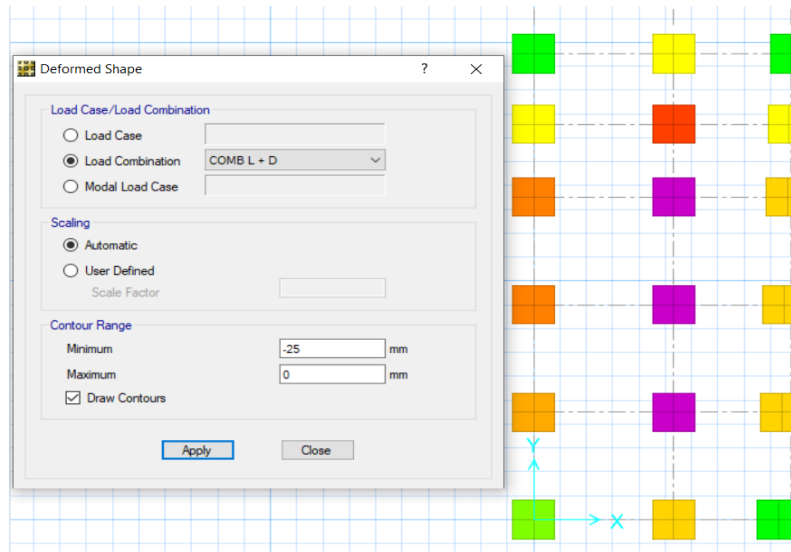 Deformed Shape ?
Load Case/Load Combination
Load Case
Load Combination COMB L + D
Modal Load Case
Scaling
Automatic
User Defined
Scale Factor
Contour Range
Minimum -25 mm
Maximum 0 mm
Draw Contours
Apply Close
Y
X